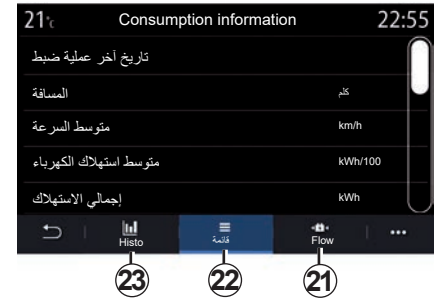 21°c Consumption information 22:55
تاريخ آخر عملية ضبط
المسافة كلم
متوسط السرعة km/h
متوسط استهلاك الكهرباء kWh/100
إجمالي الاستهلاك kWh
Histo قائمة Flow
23 22 21